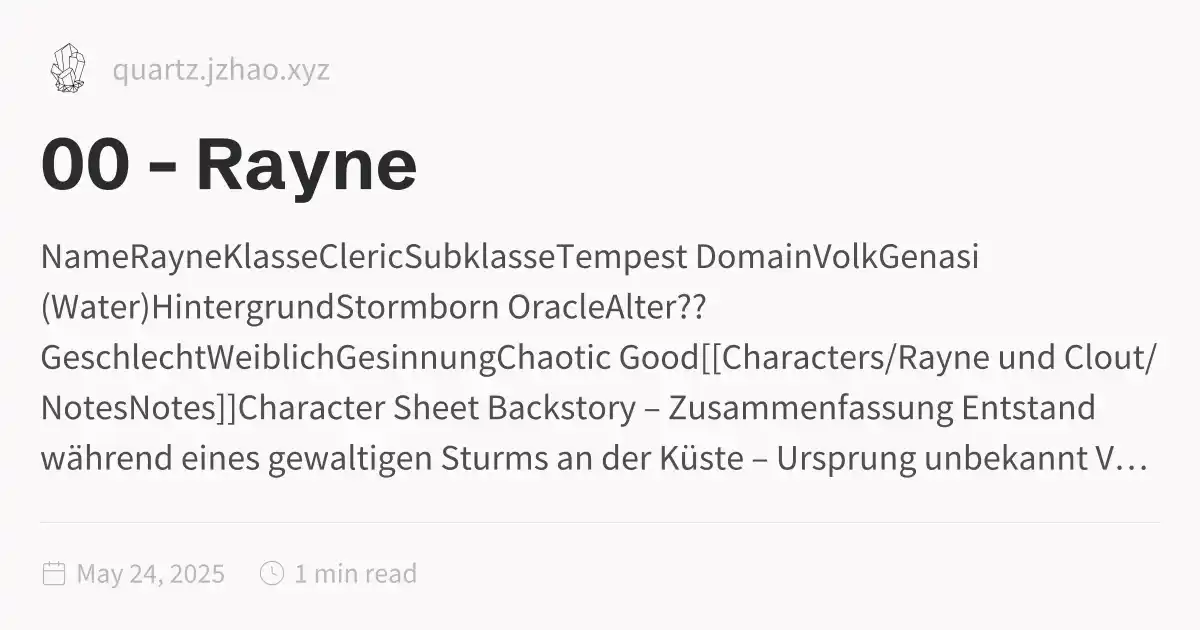 quartz.jzhao.xyz
00 - Rayne
NameRayneKlasseClericSubklasseTempest DomainVolkGenasi
(Water)HintergrundStormborn OracleAlter??
GeschlechtWeiblichGesinnungChaotic Good[[Characters/Rayne und Clout/
NotesNotes]]Character Sheet Backstory – Zusammenfassung Entstand
während eines gewaltigen Sturms an der Küste – Ursprung unbekannt V…
May 24, 2025 1 min read